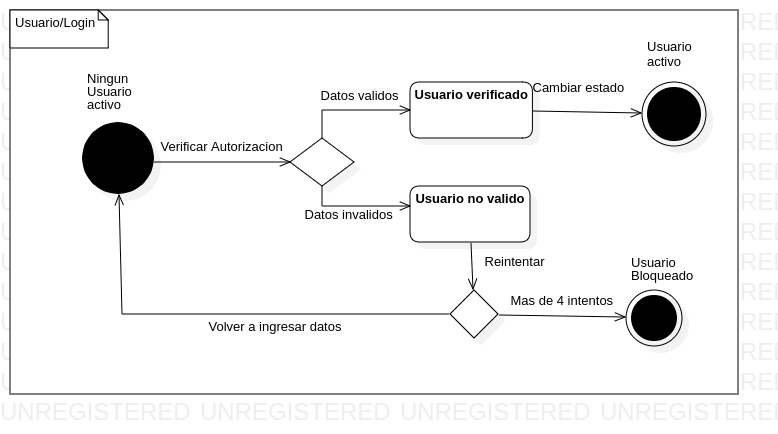 Usuario/Login
Usuario
activo
Ningun
Usuario
activo
Datos validos
Usuario verificado
Cambiar estado
Verificar Autorizacion
Usuario no valido
Datos invalidos
Reintentar
Usuario
Bloqueado
Mas de 4 intentos
Volver a ingresar datos
UNREGISTERED UNREGISTERED UNREGISTERED UNREGISTERED